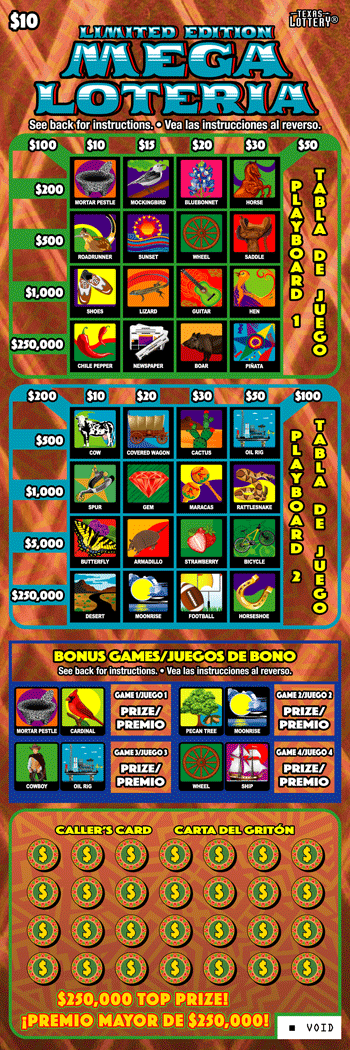 $10
TEXAS
LOTTERY®
LIMITED EDITION
MEGA
LOTERIA
See back for instructions. • Vea las instrucciones al reverso.
$100 $10 $15 $20 $30 $50
$200
MORTAR PESTLE MOCKINGBIRD BLUEBONNET HORSE
$500
ROADRUNNER SUNSET WHEEL SADDLE
$1,000
SHOES LIZARD GUITAR HEN
$250,000
CHILE PEPPER NEWSPAPER BOAR PIÑATA
PLAYBOARD 1
TABLA DE JUEGO
$200 $10 $20 $30 $50 $100
$500
COW COVERED WAGON CACTUS OIL RIG
$1,000
SPUR GEM MARACAS RATTLESNAKE
$5,000
BUTTERFLY ARMADILLO STRAWBERRY BICYCLE
$250,000
DESERT MOONRISE FOOTBALL HORSESHOE
PLAYBOARD 2
TABLA DE JUEGO
BONUS GAMES/JUEGOS DE BONO
See back for instructions. • Vea las instrucciones al reverso.
MORTAR PESTLE CARDINAL
GAME 1/JUEGO 1
PRIZE/
PREMIO
PECAN TREE MOONRISE
GAME 2/JUEGO 2
PRIZE/
PREMIO
COWBOY OIL RIG
GAME 3/JUEGO 3
PRIZE/
PREMIO
WHEEL SHIP
GAME 4/JUEGO 4
PRIZE/
PREMIO
CALLER'S CARD CARTA DEL GRITÓN
$ $ $ $ $ $ $
$ $ $ $ $ $ $
$ $ $ $ $ $ $
$ $ $ $ $ $ $
$250,000 TOP PRIZE!
¡PREMIO MAYOR DE $250,000!
VOID